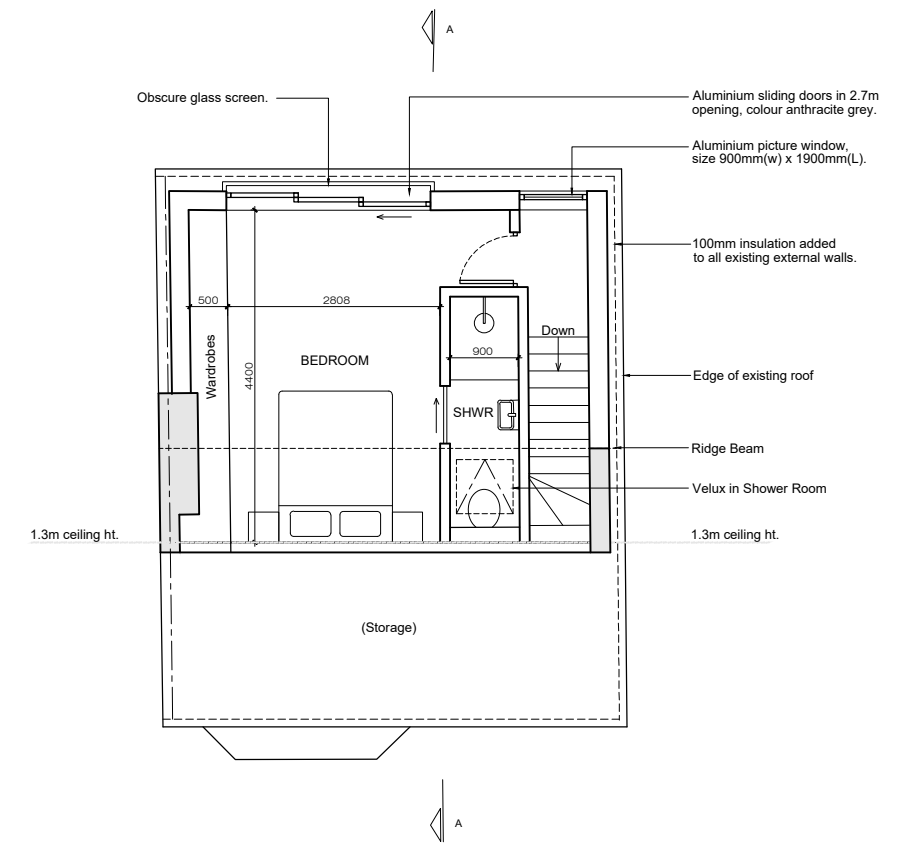 A
Obscure glass screen.
Aluminium sliding doors in 2.7m
opening, colour anthracite grey.
Aluminium picture window,
size 900mm(w) x 1900mm(L).
100mm insulation added
to all existing external walls.
500
2808
Down
900
BEDROOM
Wardrobes
4400
Edge of existing roof
SHWR
Ridge Beam
Velux in Shower Room
1.3m ceiling ht.
1.3m ceiling ht.
(Storage)
A